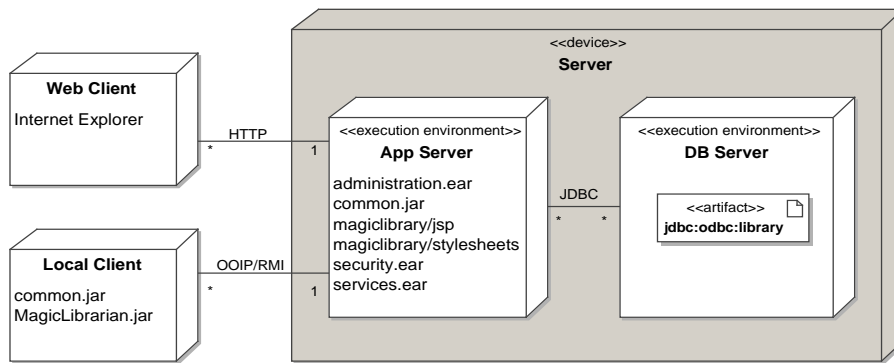 <<device>>
Server
Web Client
Internet Explorer
HTTP
*
1
<<execution environment>>
App Server
administration.ear
common.jar
magiclibrary/jsp
magiclibrary/stylesheets
security.ear
services.ear
JDBC
*
*
<<execution environment>>
DB Server
<<artifact>>
jdbc:odbc:library
Local Client
common.jar
MagicLibrarian.jar
OOIP/RMI
*
1